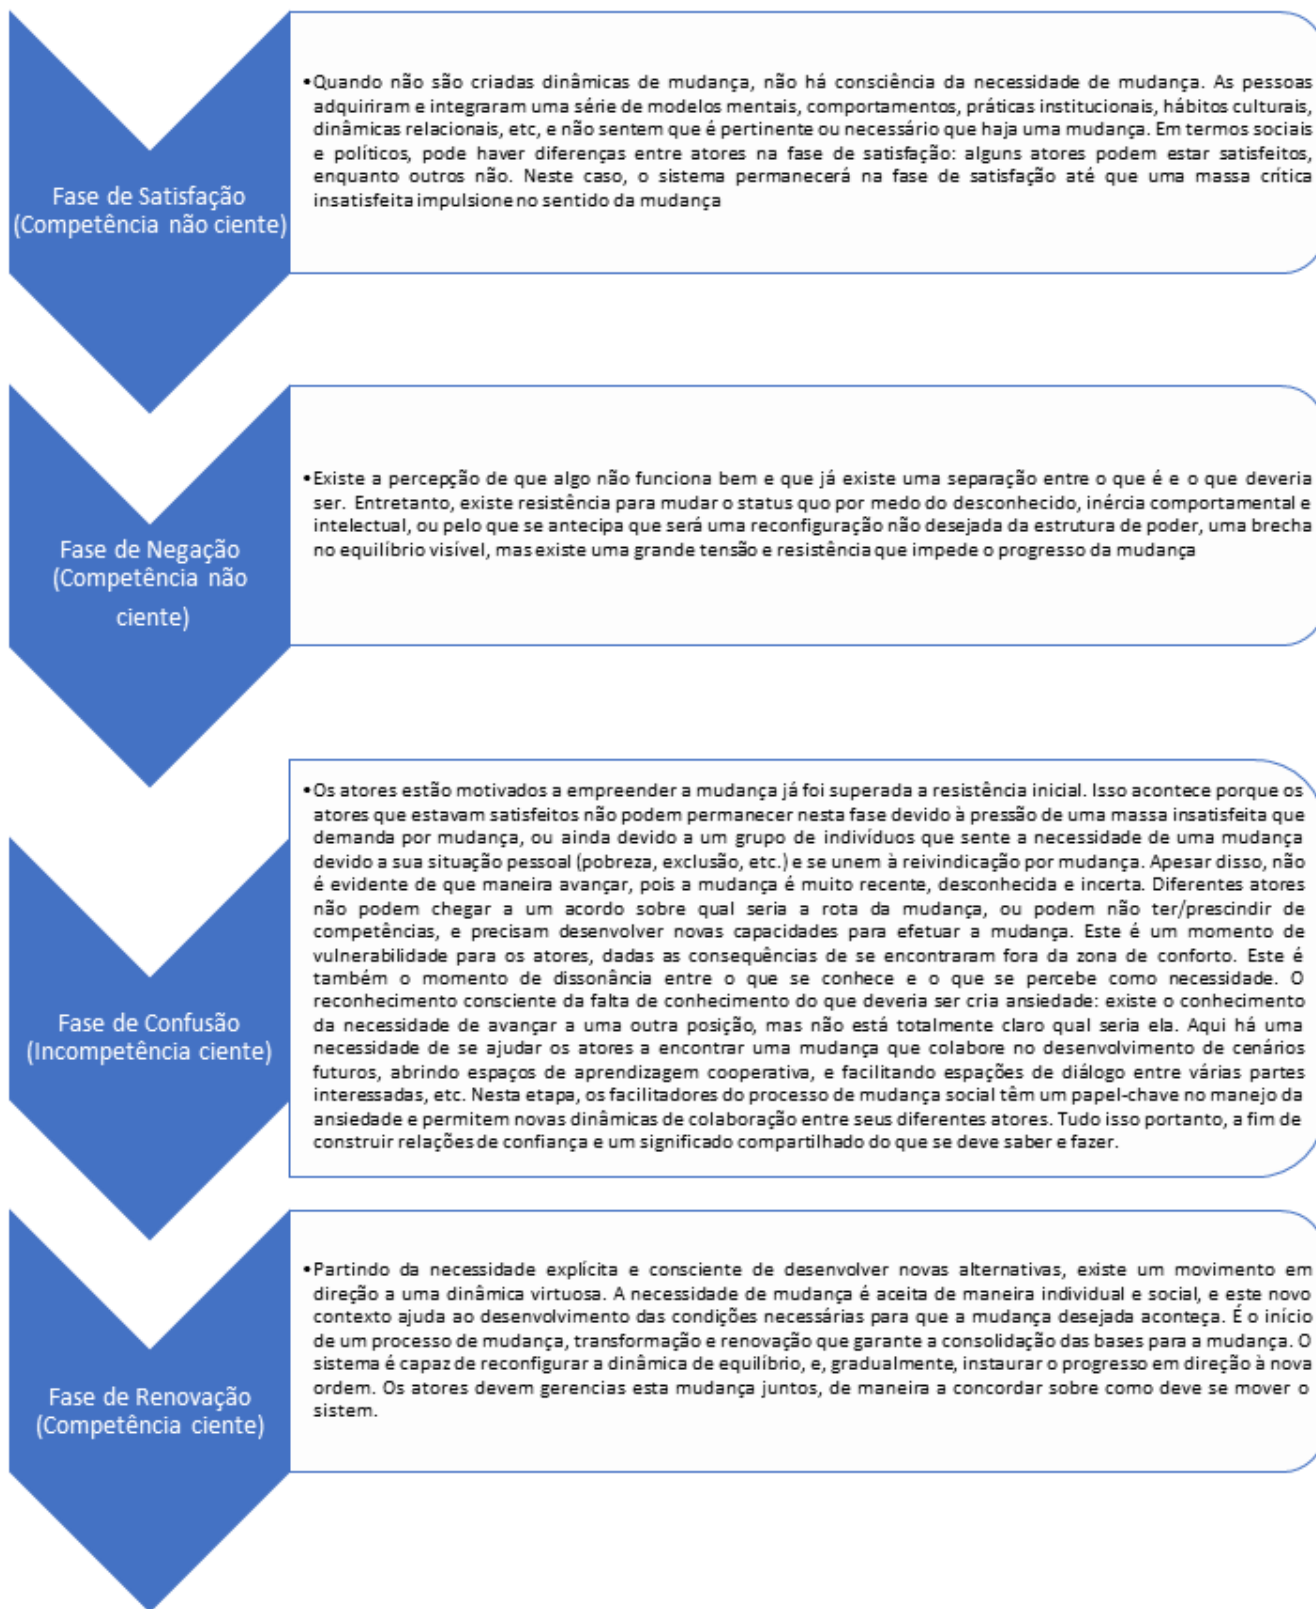 Fase de Satisfação
(Competência não ciente)
•Quando não são criadas dinâmicas de mudança, não há consciência da necessidade de mudança. As pessoas
adquiriram e integraram uma série de modelos mentais, comportamentos, práticas institucionais, hábitos culturais,
dinâmicas relacionais, etc, e não sentem que é pertinente ou necessário que haja uma mudança. Em termos sociais
e políticos, pode haver diferenças entre atores na fase de satisfação: alguns atores podem estar satisfeitos,
enquanto outros não. Neste caso, o sistema permanecerá na fase de satisfação até que uma massa crítica
insatisfeita impulsione no sentido da mudança
Fase de Negação
(Competência não
ciente)
•Existe a percepção de que algo não funciona bem e que já existe uma separação entre o que é e o que deveria
ser. Entretanto, existe resistência para mudar o status quo por medo do desconhecido, inércia comportamental e
intelectual, ou pelo que se antecipa que será uma reconfiguração não desejada da estrutura de poder, uma brecha
no equilíbrio visível, mas existe uma grande tensão e resistência que impede o progresso da mudança
Fase de Confusão
(Incompetência ciente)
•Os atores estão motivados a empreender a mudança já foi superada a resistência inicial. Isso acontece porque os
atores que estavam satisfeitos não podem permanecer nesta fase devido à pressão de uma massa insatisfeita que
demanda por mudança, ou ainda devido a um grupo de indivíduos que sente a necessidade de uma mudança
devido a sua situação pessoal (pobreza, exclusão, etc.) e se unem à reivindicação por mudança. Apesar disso, não
é evidente de que maneira avançar, pois a mudança é muito recente, desconhecida e incerta. Diferentes atores
não podem chegar a um acordo sobre qual seria a rota da mudança, ou podem não ter/prescindir de
competências, e precisam desenvolver novas capacidades para efetuar a mudança. Este é um momento de
vulnerabilidade para os atores, dadas as consequências de se encontraram fora da zona de conforto. Este é
também o momento de dissonância entre o que se conhece e o que se percebe como necessidade. O
reconhecimento consciente da falta de conhecimento do que deveria ser cria ansiedade: existe o conhecimento
da necessidade de avançar a uma outra posição, mas não está totalmente claro qual seria ela. Aqui há uma
necessidade de se ajudar os atores a encontrar uma mudança que colabore no desenvolvimento de cenários
futuros, abrindo espaços de aprendizagem cooperativa, e facilitando espações de diálogo entre várias partes
interessadas, etc. Nesta etapa, os facilitadores do processo de mudança social têm um papel-chave no manejo da
ansiedade e permitem novas dinâmicas de colaboração entre seus diferentes atores. Tudo isso portanto, a fim de
construir relações de confiança e um significado compartilhado do que se deve saber e fazer.
Fase de Renovação
(Competência ciente)
•Partindo da necessidade explícita e consciente de desenvolver novas alternativas, existe um movimento em
direção a uma dinâmica virtuosa. A necessidade de mudança é aceita de maneira individual e social, e este novo
contexto ajuda ao desenvolvimento das condições necessárias para que a mudança desejada aconteça. É o início
de um processo de mudança, transformação e renovação que garante a consolidação das bases para a mudança. O
sistema é capaz de reconfigurar a dinâmica de equilíbrio, e, gradualmente, instaurar o progresso em direção à nova
ordem. Os atores devem gerencias esta mudança juntos, de maneira a concordar sobre como deve se mover o
sistem.